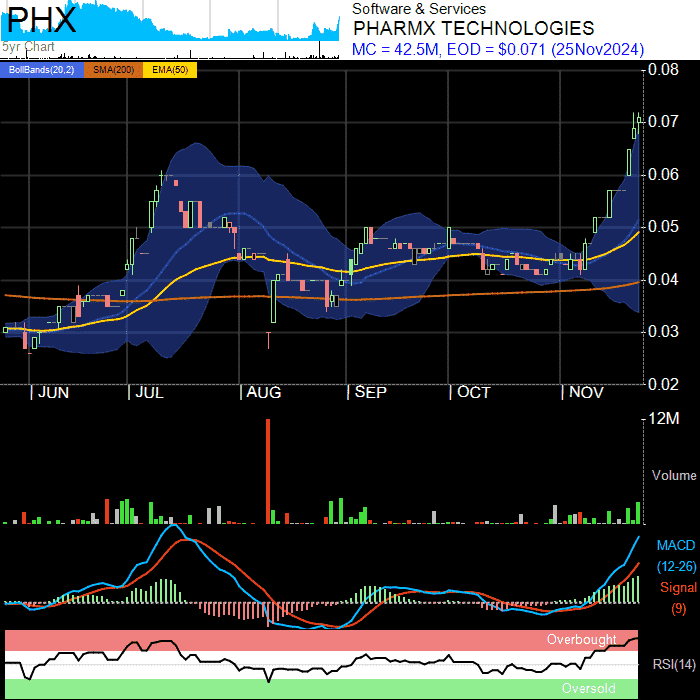 PHX
5yr Chart
Software & Services
PHARMX TECHNOLOGIES
MC = 42.5M, EOD = $0.071 (25Nov2024)
BollBands(20,2) SMA(200) EMA(50)
0.08
0.07
0.06
0.05
0.04
0.03
0.02
JUN JUL AUG SEP OCT NOV
12M
Volume
MACD
(12-26)
Signal
(9)
Overbought
RSI(14)
Oversold